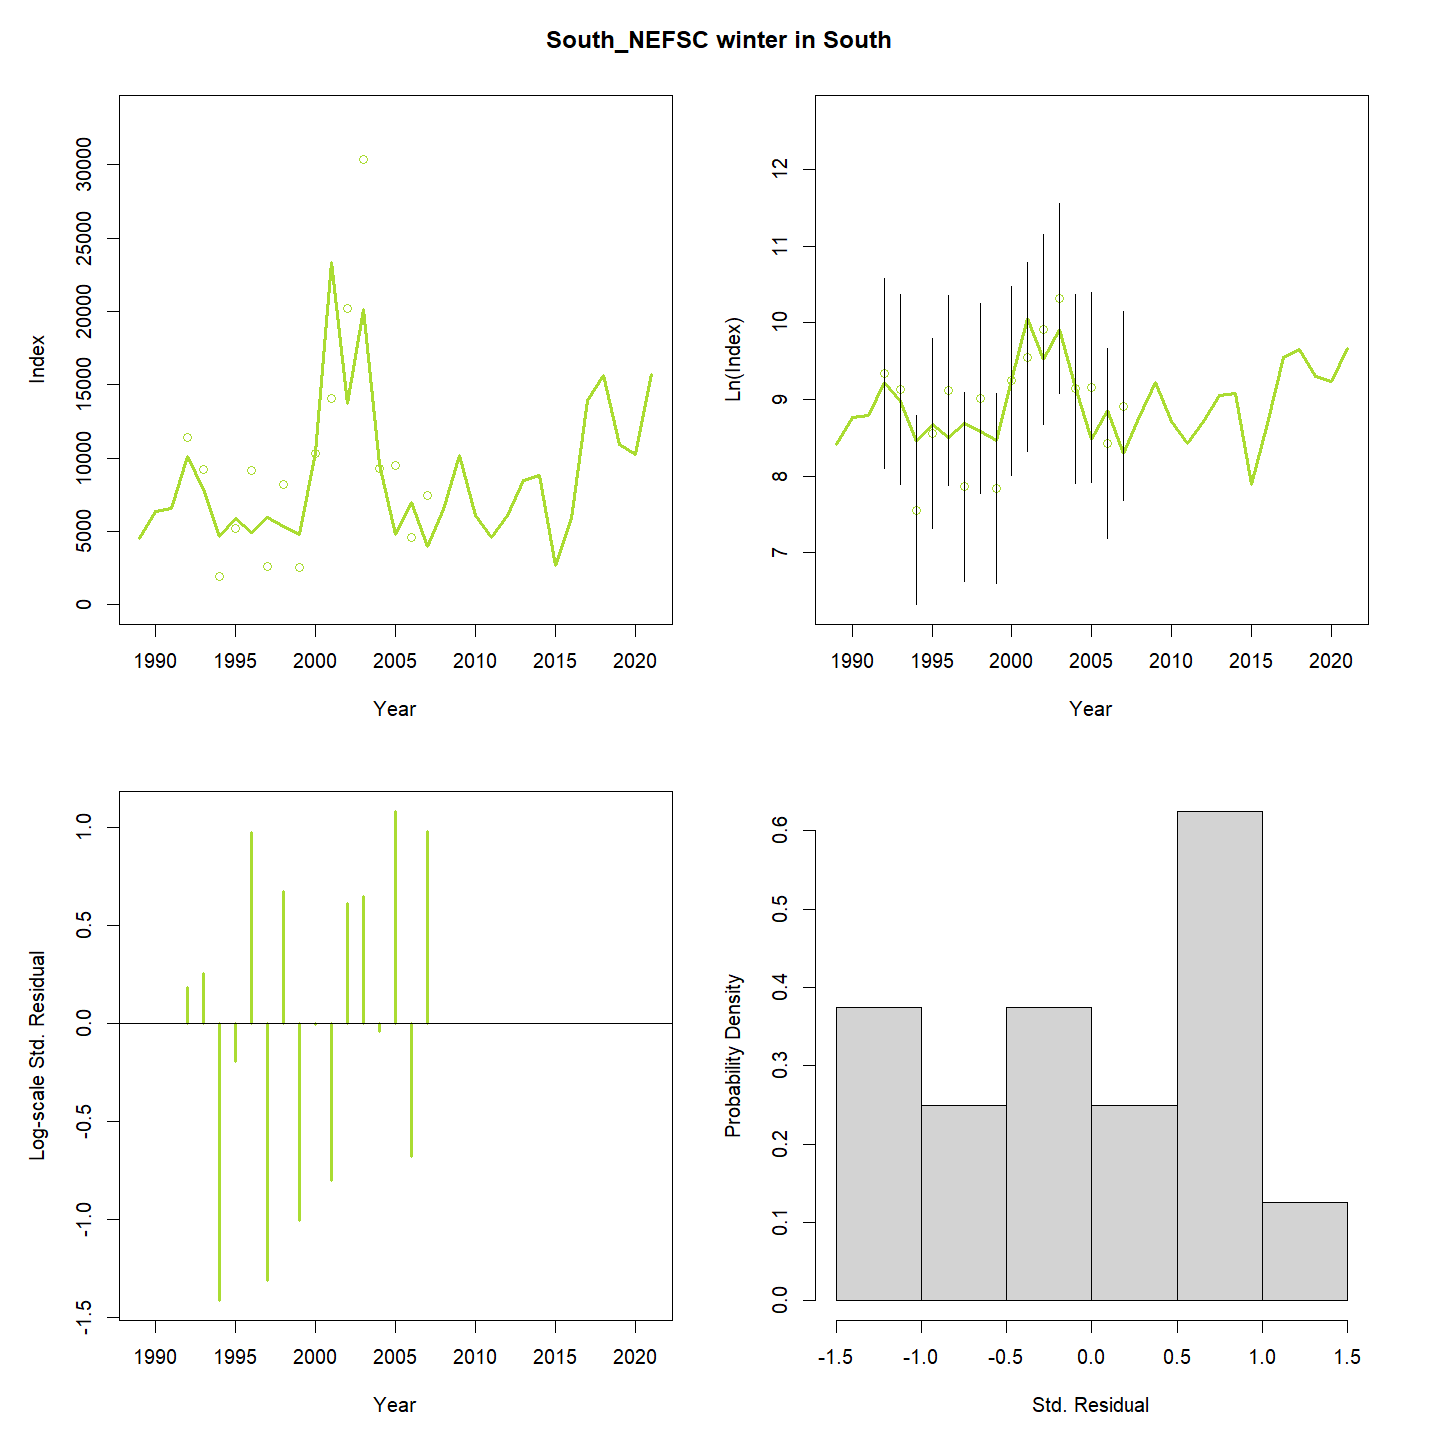 South_NEFSC winter in South
Index
0 5000 10000 15000 20000 25000 30000
1990 1995 2000 2005 2010 2015 2020
Year
Ln(Index)
7 8 9 10 11 12
1990 1995 2000 2005 2010 2015 2020
Year
Log-scale Std. Residual
-1.5 -1.0 -0.5 0.0 0.5 1.0
1990 1995 2000 2005 2010 2015 2020
Year
Probability Density
0.0 0.1 0.2 0.3 0.4 0.5 0.6
-1.5 -1.0 -0.5 0.0 0.5 1.0 1.5
Std. Residual